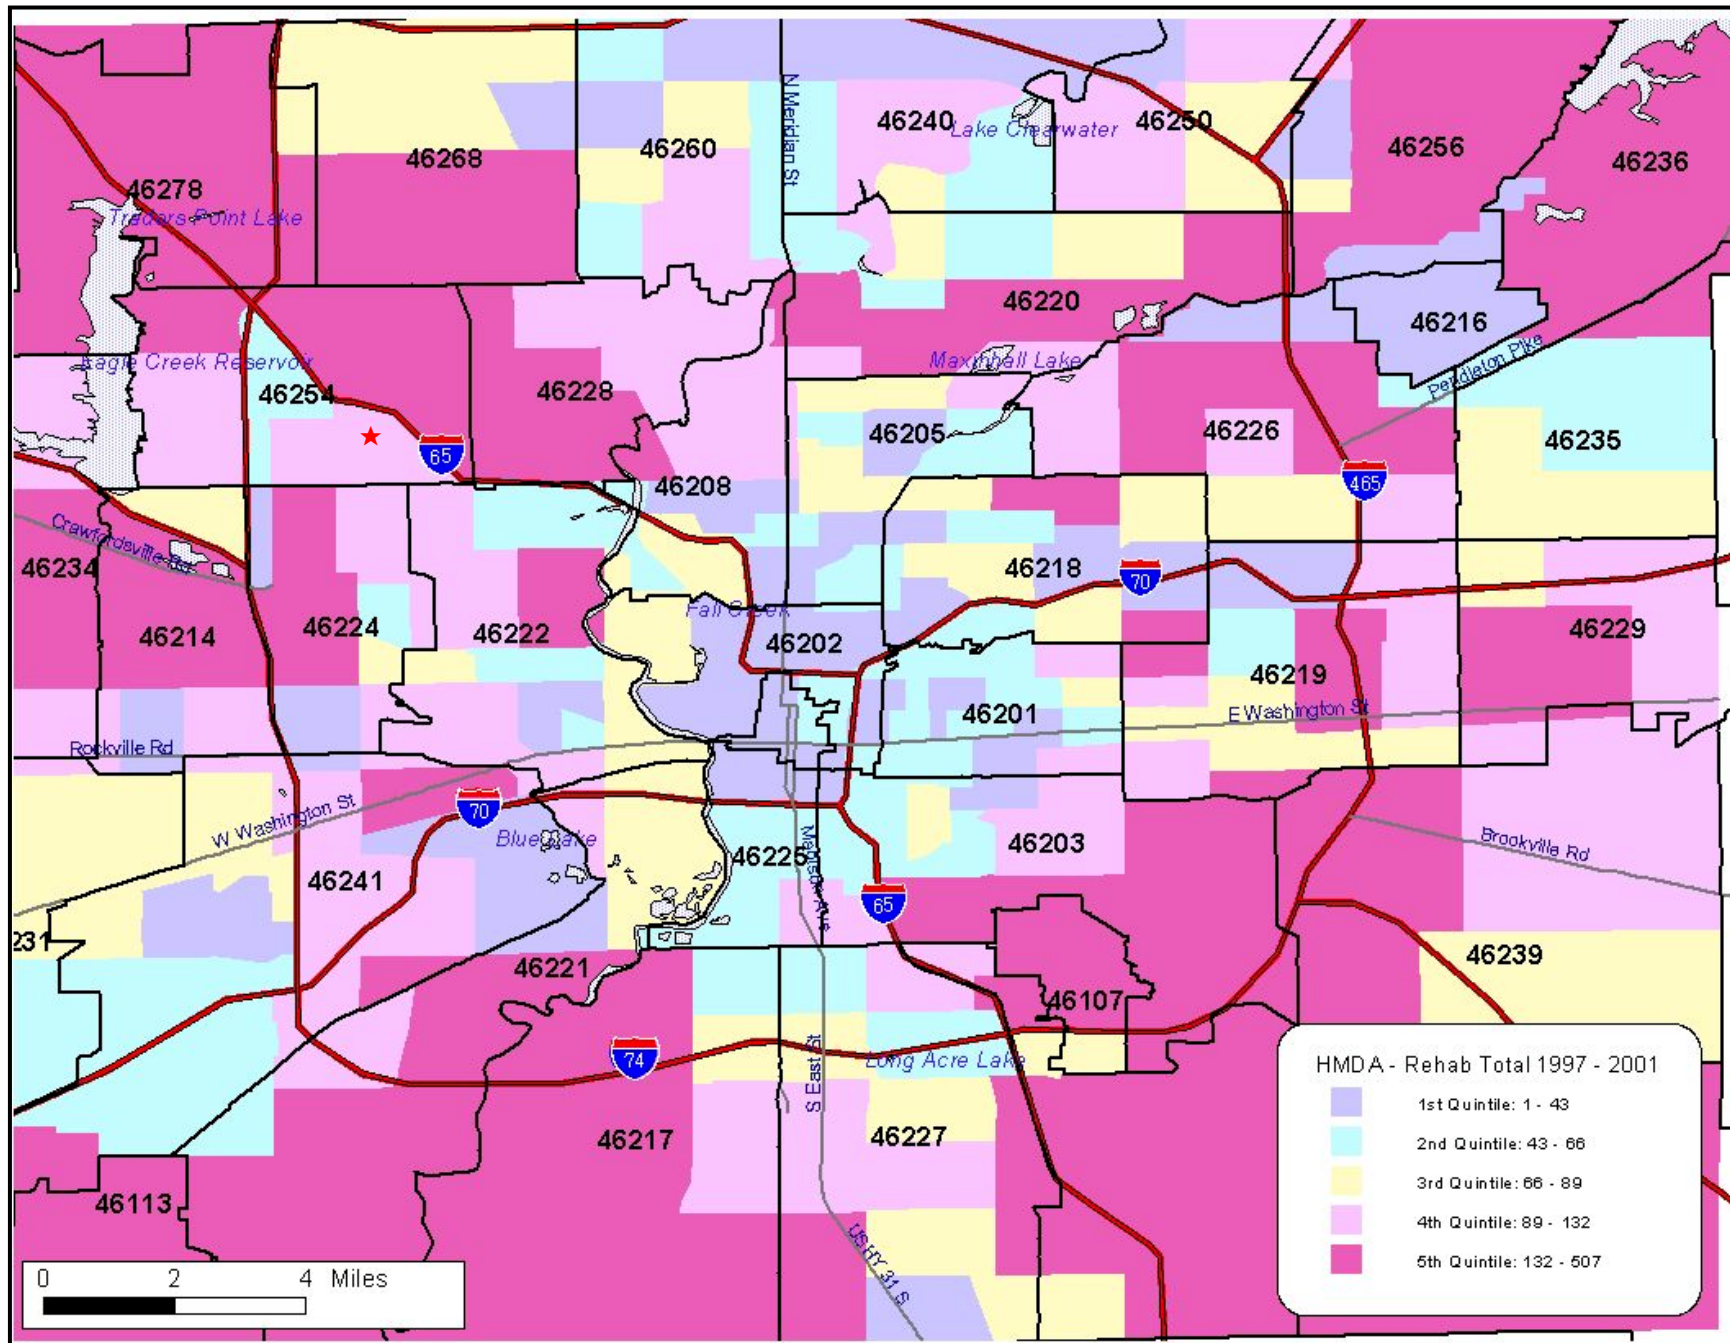 N Meridian St
46240
Lake Clearwater
46250
46256
46236
46268
46260
46278
Traders Point Lake
46220
46216
Pendleton Pike
Eagle Creek Reservoir
46254
46228
Maxinhall Lake
46205
46226
46235
65
46208
465
Crawfordsville Rd
46234
46218
70
46214
46224
46222
Fall Creek
46202
46229
46219
46201
E Washington St
Rockville Rd
W Washington St
70
Blue Lake
46225
Madison Ave
46203
Brookville Rd
46241
65
231
46221
46239
46107
74
S East St
Long Acre Lake
46217
46227
46113
USHY 31 S
HMDA - Rehab Total 1997 - 2001
1st Quintile: 1 - 43
2nd Quintile: 43 - 66
3rd Quintile: 66 - 89
4th Quintile: 89 - 132
5th Quintile: 132 - 507
0 2 4 Miles